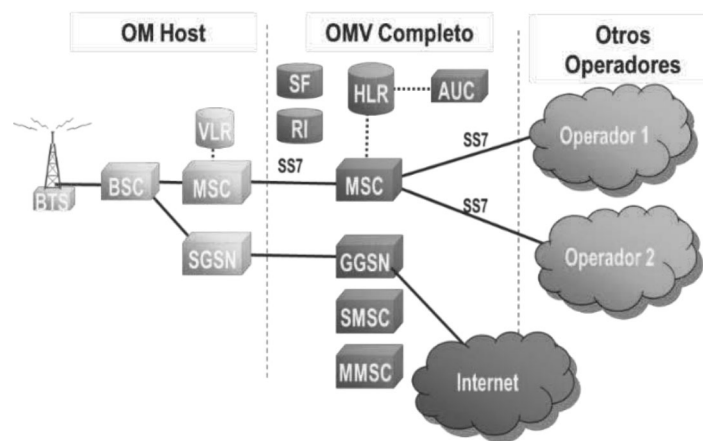 OM Host
OMV Completo
Otros
Operadores
SF
HLR
AUC
VLR
RI
Operador 1
SS7
BTS
BSC
MSC
SS7
MSC
SS7
Operador 2
SGSN
GGSN
SMSC
MMSC
Internet